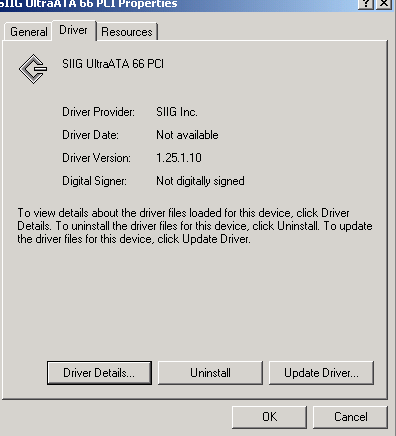 SIIG UltraATA 66 PCI Properties
General Driver Resources
SIIG UltraATA 66 PCI
Driver Provider: SIIG Inc.
Driver Date: Not available
Driver Version: 1.25.1.10
Digital Signer: Not digitally signed
To view details about the driver files loaded for this device, click Driver
Details. To uninstall the driver files for this device, click Uninstall. To update
the driver files for this device, click Update Driver.
Driver Details... Uninstall Update Driver...
OK Cancel